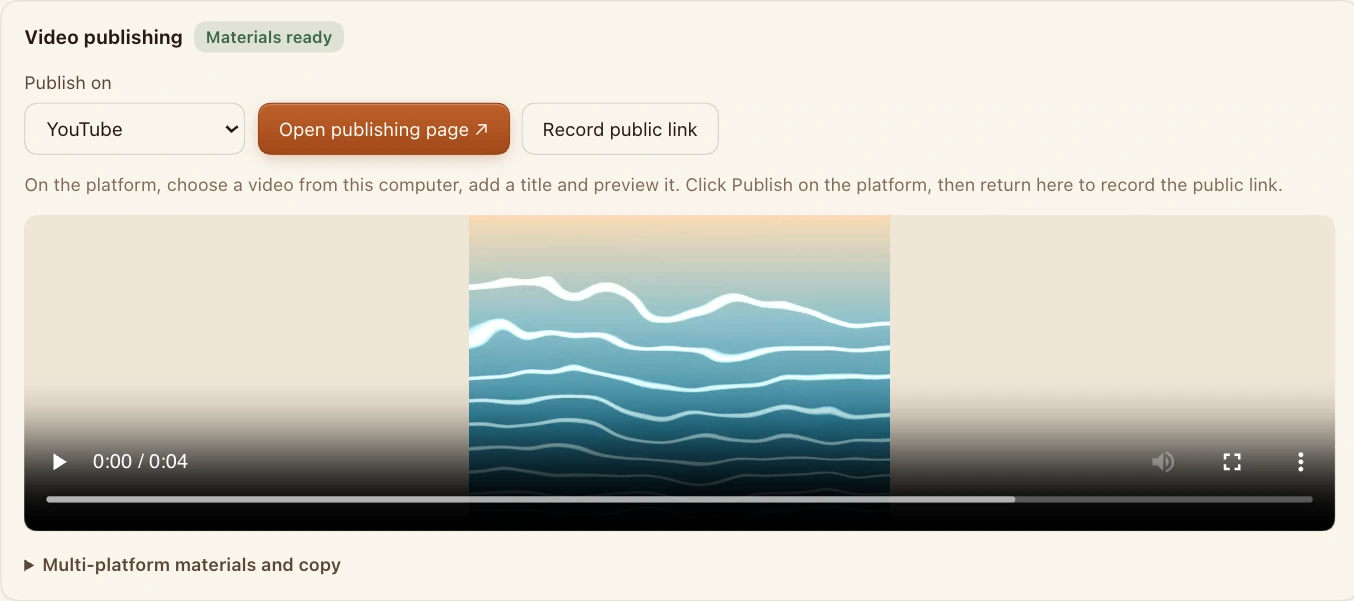 Video publishing
Materials ready
Publish on
YouTube
Open publishing page ↗
Record public link
On the platform, choose a video from this computer, add a title and preview it. Click Publish on the platform, then return here to record the public link.
0:00 / 0:04
Multi-platform materials and copy